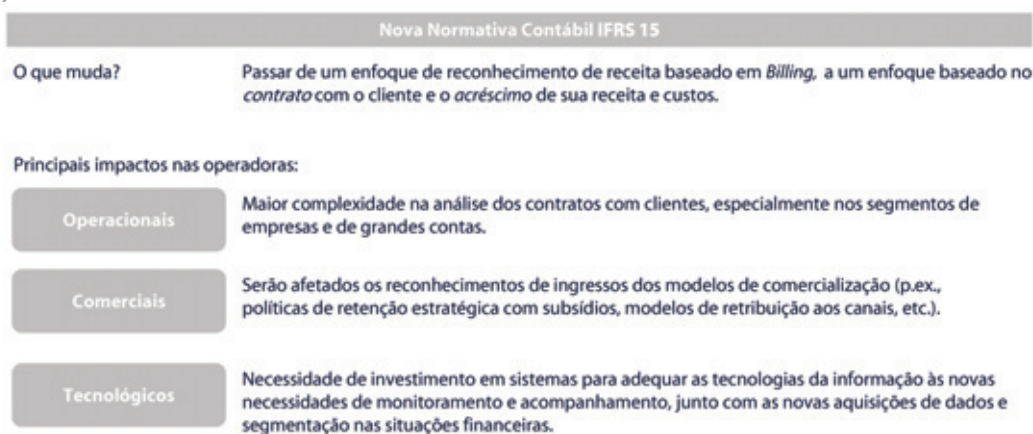 Nova Normativa Contábil IFRS 15
O que muda?
Passar de um enfoque de reconhecimento de receita baseado em Billing, a um enfoque baseado no
contrato com o cliente e o acréscimo de sua receita e custos.
Principais impactos nas operadoras:
Operacionais
Maior complexidade na análise dos contratos com clientes, especialmente nos segmentos de
empresas e de grandes contas.
Comerciais
Serão afetados os reconhecimentos de ingressos dos modelos de comercialização (p.ex.,
políticas de retenção estratégica com subsídios, modelos de retribuição aos canais, etc.).
Tecnológicos
Necessidade de investimento em sistemas para adequar as tecnologias da informação às novas
necessidades de monitoramento e acompanhamento, junto com as novas aquisições de dados e
segmentação nas situações financeiras.